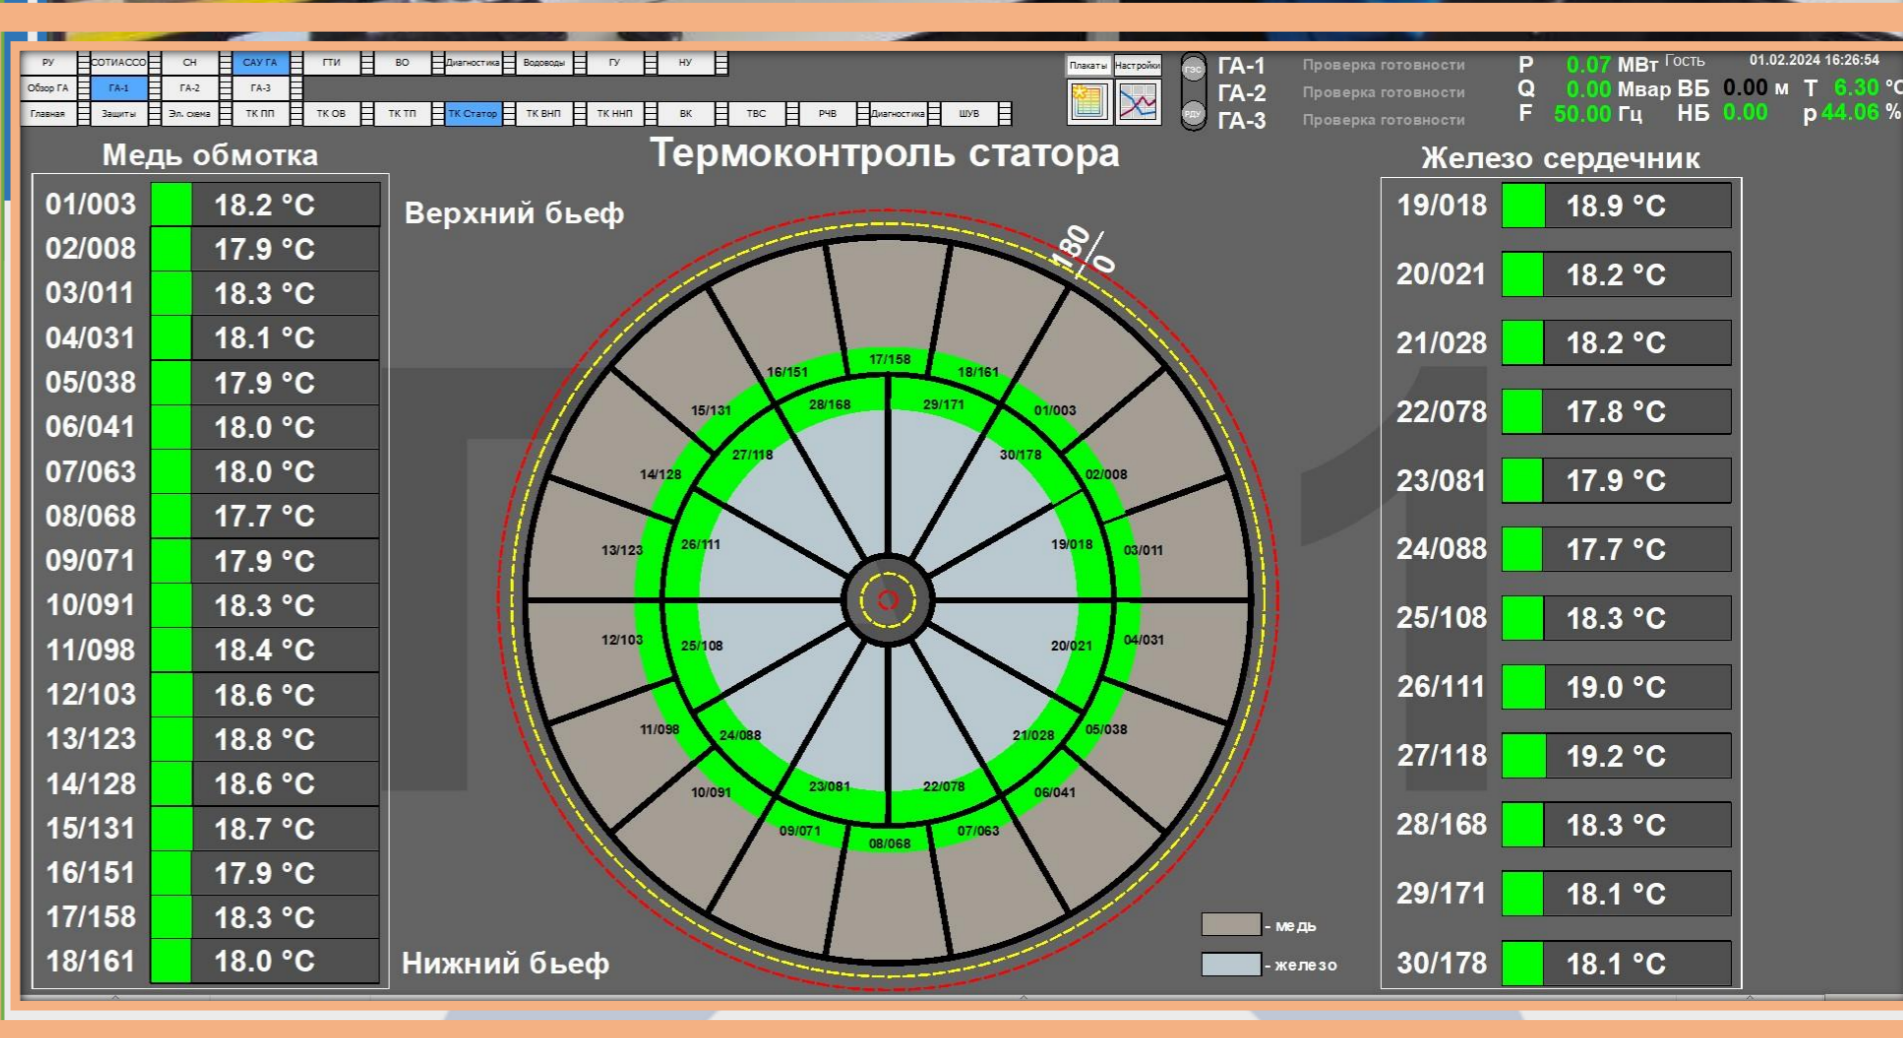 РУ СОТИАССО СН САУ ГА ГТИ ВО Диагностика Водоводы ГУ НУ
Обзор ГА ГА-1 ГА-2 ГА-3
Главная Защиты Эл. схема ТК ПП ТК ОВ ТК ТП ТК Статор ТК ВНП ТК ННП ВК ТВС РЧВ Диагностика ШУВ
Плакаты Настройки
ГЭС
РДУ
ГА-1 Проверка готовности
ГА-2 Проверка готовности
ГА-3 Проверка готовности
P 0.07 МВт Гость 01.02.2024 16:26:54
Q 0.00 Мвар ВБ 0.00 м T 6.30 °C
F 50.00 Гц НБ 0.00 p 44.06 %
Медь обмотка
01/003 18.2 °C
02/008 17.9 °C
03/011 18.3 °C
04/031 18.1 °C
05/038 17.9 °C
06/041 18.0 °C
07/063 18.0 °C
08/068 17.7 °C
09/071 17.9 °C
10/091 18.3 °C
11/098 18.4 °C
12/103 18.6 °C
13/123 18.8 °C
14/128 18.6 °C
15/131 18.7 °C
16/151 17.9 °C
17/158 18.3 °C
18/161 18.0 °C
Термоконтроль статора
Верхний бьеф
180
0
17/158
16/151 18/161
28/168 29/171
15/131 01/003
27/118 30/178
14/128 02/008
26/111 19/018
13/123 03/011
12/103 04/031
25/108 20/021
11/098 05/038
24/088 21/028
23/081 22/078
10/091 06/041
09/071 07/063
08/068
Нижний бьеф
- медь
- железо
Г1
Железо сердечник
19/018 18.9 °C
20/021 18.2 °C
21/028 18.2 °C
22/078 17.8 °C
23/081 17.9 °C
24/088 17.7 °C
25/108 18.3 °C
26/111 19.0 °C
27/118 19.2 °C
28/168 18.3 °C
29/171 18.1 °C
30/178 18.1 °C